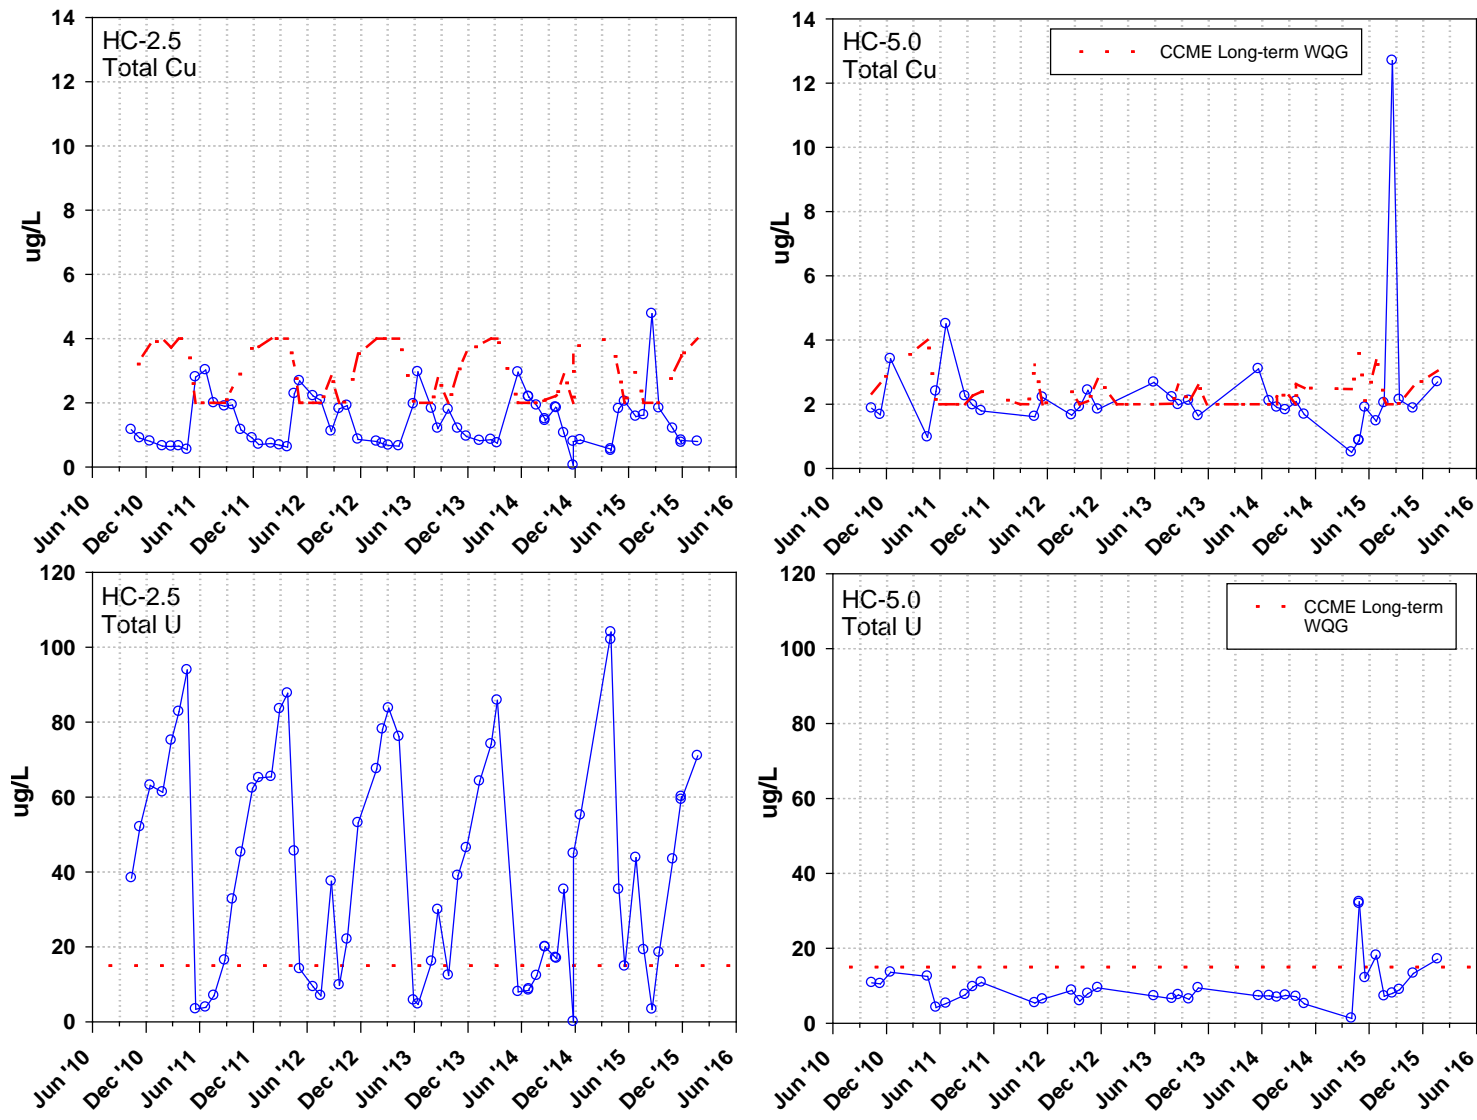 HC-2.5
Total Cu
ug/L
14
12
10
8
6
4
2
0
Jun '10
Dec '10
Jun '11
Dec '11
Jun '12
Dec '12
Jun '13
Dec '13
Jun '14
Dec '14
Jun '15
Dec '15
Jun '16
HC-5.0
Total Cu
CCME Long-term WQG
ug/L
14
12
10
8
6
4
2
0
Jun '10
Dec '10
Jun '11
Dec '11
Jun '12
Dec '12
Jun '13
Dec '13
Jun '14
Dec '14
Jun '15
Dec '15
Jun '16
HC-2.5
Total U
ug/L
120
100
80
60
40
20
0
Jun '10
Dec '10
Jun '11
Dec '11
Jun '12
Dec '12
Jun '13
Dec '13
Jun '14
Dec '14
Jun '15
Dec '15
Jun '16
HC-5.0
Total U
CCME Long-term
WQG
ug/L
120
100
80
60
40
20
0
Jun '10
Dec '10
Jun '11
Dec '11
Jun '12
Dec '12
Jun '13
Dec '13
Jun '14
Dec '14
Jun '15
Dec '15
Jun '16